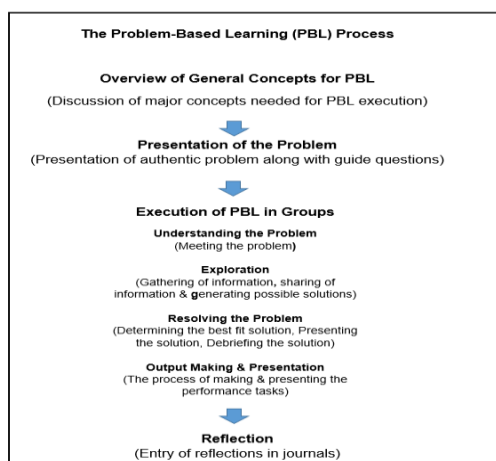 The Problem-Based Learning (PBL) Process
Overview of General Concepts for PBL
(Discussion of major concepts needed for PBL execution)
Presentation of the Problem
(Presentation of authentic problem along with guide questions)
Execution of PBL in Groups
Understanding the Problem
(Meeting the problem)
Exploration
(Gathering of information, sharing of
information & generating possible solutions)
Resolving the Problem
(Determining the best fit solution, Presenting
the solution, Debriefing the solution)
Output Making & Presentation
(The process of making & presenting the
performance tasks)
Reflection
(Entry of reflections in journals)